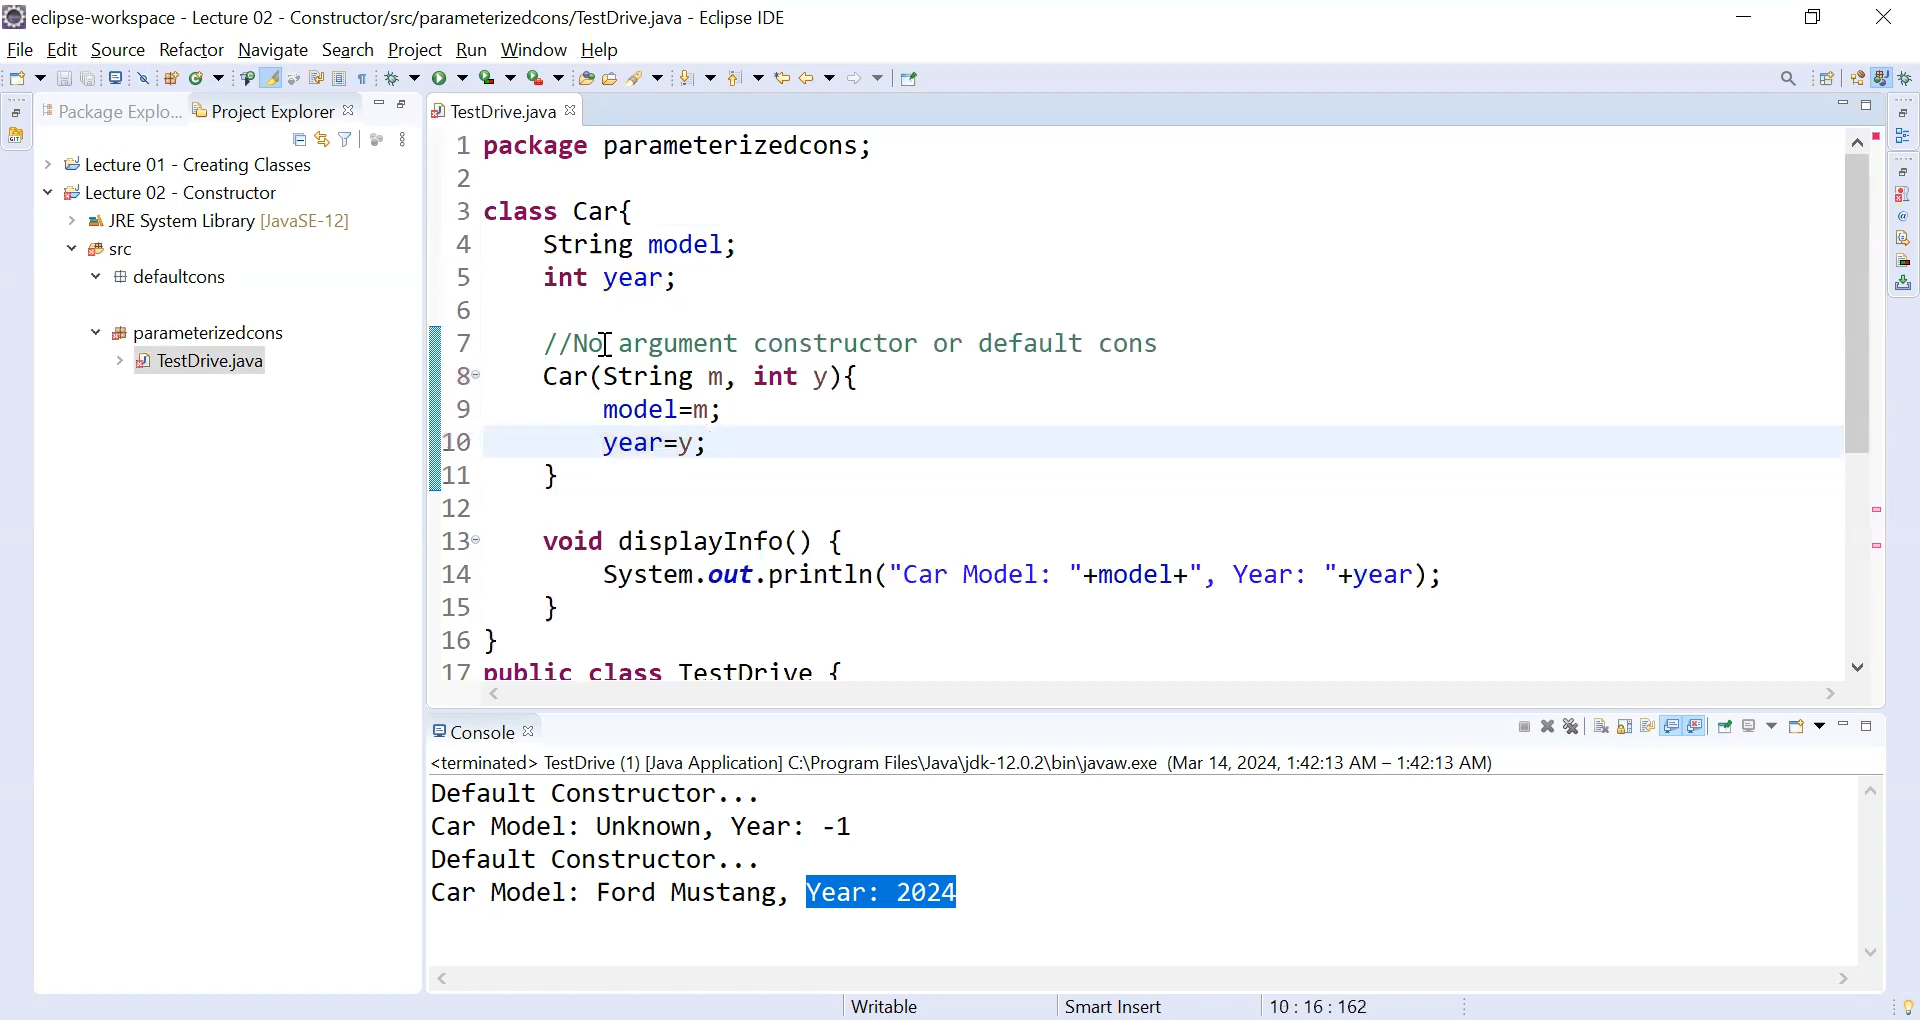 eclipse-workspace - Lecture 02 - Constructor/src/parameterizedcons/TestDrive.java - Eclipse IDE
File Edit Source Refactor Navigate Search Project Run Window Help
Package Explo... Project Explorer
Lecture 01 - Creating Classes
Lecture 02 - Constructor
JRE System Library [JavaSE-12]
src
defaultcons
parameterizedcons
TestDrive.java
TestDrive.java
1 package parameterizedcons;
2
3 class Car{
4 String model;
5 int year;
6
7 //No argument constructor or default cons
8 Car(String m, int y){
9 model=m;
10 year=y;
11 }
12
13 void displayInfo() {
14 System.out.println("Car Model: "+model+", Year: "+year);
15 }
16 }
17 public class TestDrive {
Console
<terminated> TestDrive (1) [Java Application] C:\Program Files\Java\jdk-12.0.2\bin\javaw.exe (Mar 14, 2024, 1:42:13 AM – 1:42:13 AM)
Default Constructor...
Car Model: Unknown, Year: -1
Default Constructor...
Car Model: Ford Mustang, Year: 2024
Writable Smart Insert 10 : 16 : 162